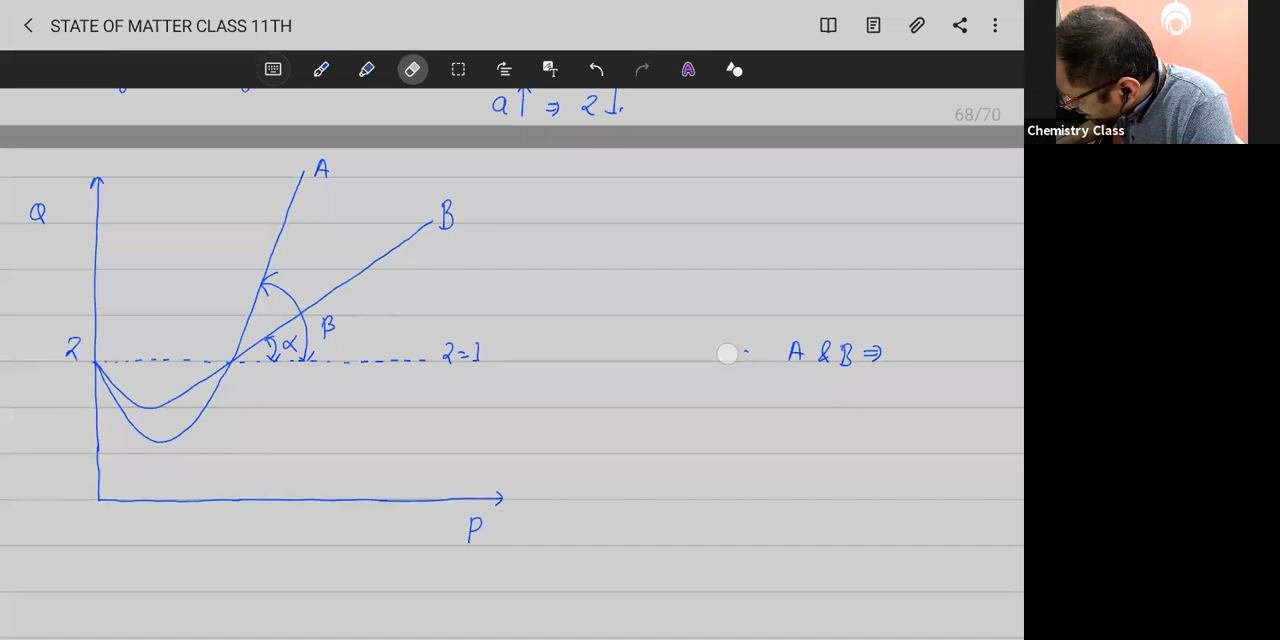 STATE OF MATTER CLASS 11TH
a↑ ⇒ Z↓.
68/70
Chemistry Class
A
Q
B
β
α
Z
Z=1
A & B ⇒
P